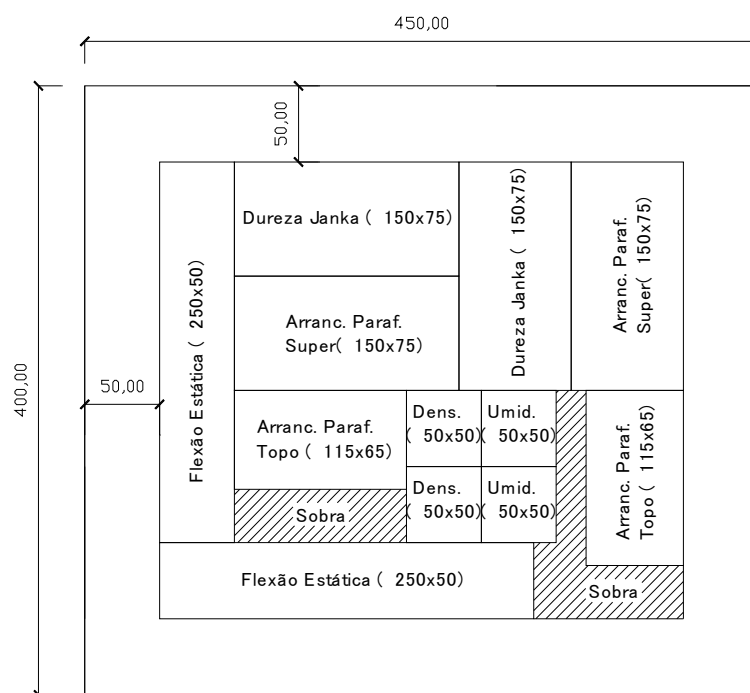 450,00
50,00
400,00
50,00
Flexão Estática ( 250x50)
Dureza Janka ( 150x75)
Arranc. Paraf.
Super( 150x75)
Dureza Janka ( 150x75)
Arranc. Paraf.
Super( 150x75)
Arranc. Paraf.
Topo ( 115x65)
Dens.
( 50x50)
Umid.
( 50x50)
Dens.
( 50x50)
Umid.
( 50x50)
Arranc. Paraf.
Topo ( 115x65)
Sobra
Flexão Estática ( 250x50)
Sobra